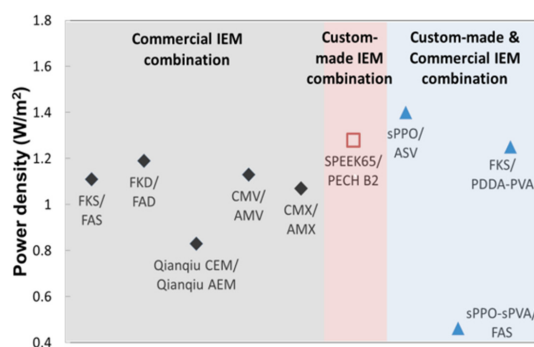 Power density (W/m²)
1.8
1.6
1.4
1.2
1
0.8
0.6
0.4
Commercial IEM
combination
Custom-
made IEM
combination
Custom-made &
Commercial IEM
combination
FKS/
FAS
FKD/
FAD
Qianqiu CEM/
Qianqiu AEM
CMV/
AMV
CMX/
AMX
SPEEK65/
PECH B2
sPPO/
ASV
FKS/
PDDA-PVA
sPPO-sPVA/
FAS